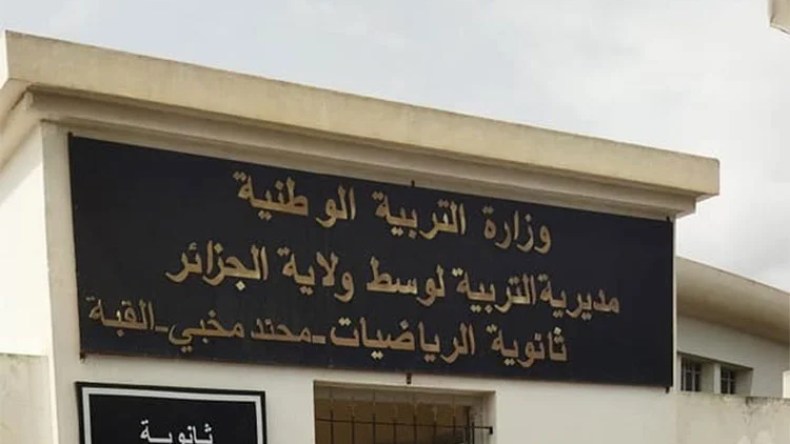 وزارة التربية الوطنية
مديرية التربية لوسط ولاية الجزائر
ثانوية الرياضيات-محند مخبي-القبة
ثانوية